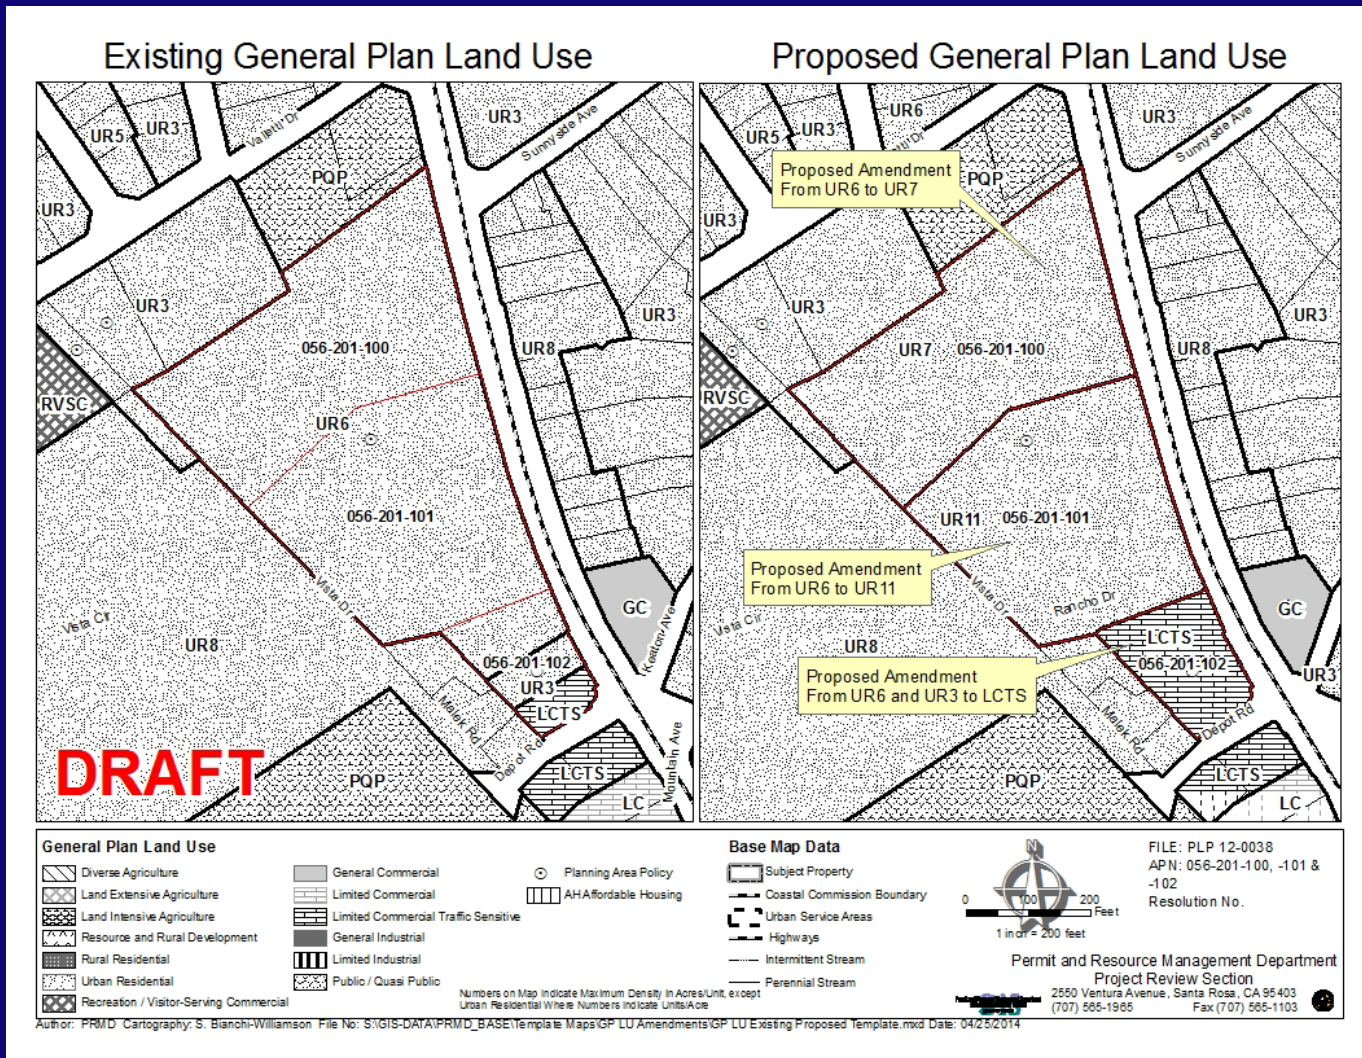 Existing General Plan Land Use
UR5
UR3
Valletti Dr
UR3
Sunnyside Ave
PQP
UR3
UR3
UR3
056-201-100
UR8
RVSC
UR6
056-201-101
Vista Dr
GC
Keaton Ave
Vista Cir
UR8
056-201-102
UR3
LCTS
Malek Rd
Depot Rd
Mountain Ave
DRAFT
PQP
LCTS
LC
Proposed General Plan Land Use
UR6
UR5
UR3
UR3
Sunnyside Ave
Proposed Amendment
From UR6 to UR7
PQP
UR3
UR3
UR3
UR7
056-201-100
UR8
RVSC
UR11
056-201-101
Proposed Amendment
From UR6 to UR11
Vista Dr
Rancho Dr
GC
Vista Cir
UR8
LCTS
056-201-102
Proposed Amendment
From UR6 and UR3 to LCTS
UR3
Malek Rd
Depot Rd
PQP
LCTS
LC
General Plan Land Use
Diverse Agriculture
Land Extensive Agriculture
Land Intensive Agriculture
Resource and Rural Development
Rural Residential
Urban Residential
Recreation / Visitor-Serving Commercial
General Commercial
Limited Commercial
Limited Commercial Traffic Sensitive
General Industrial
Limited Industrial
Public / Quasi Public
Planning Area Policy
AH Affordable Housing
Numbers on Map Indicate Maximum Density in Acres/Unit, except
Urban Residential Where Numbers Indicate Units/Acre
Base Map Data
Subject Property
Coastal Commission Boundary
Urban Service Areas
Highways
Intermittent Stream
Perennial Stream
N
0 100 200
Feet
1 inch = 200 feet
FILE: PLP 12-0038
APN: 056-201-100, -101 &
-102
Resolution No.
Permit and Resource Management Department
Project Review Section
2550 Ventura Avenue, Santa Rosa, CA 95403
(707) 565-1965 Fax (707) 565-1103
Author: PRMD Cartography: S. Bianchi-Williamson File No: S:\GIS-DATA\PRMD_BASE\Template Maps\GP LU Amendments\GP LU Existing Proposed Template.mxd Date: 04/25/2014